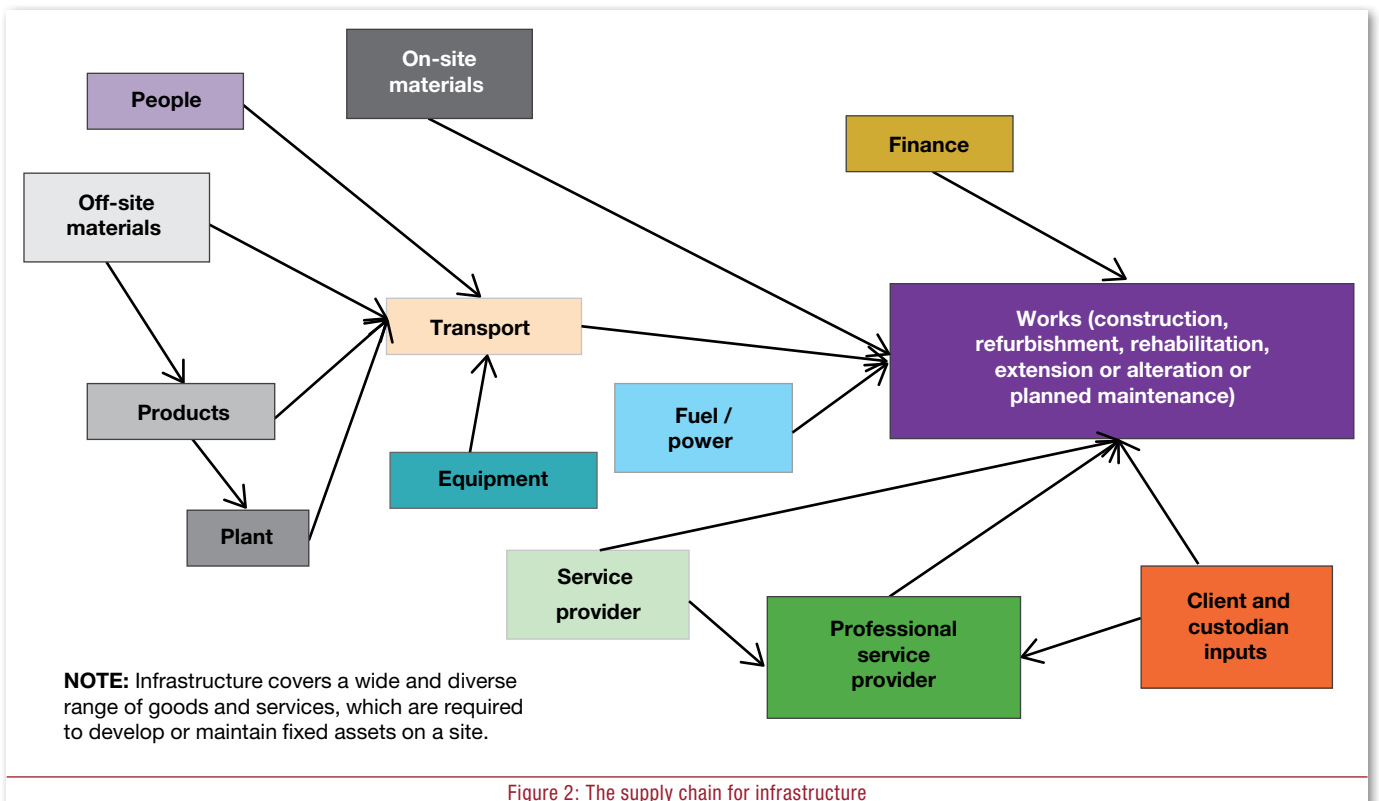 On-site
materials
People
Finance
Off-site
materials
Transport
Works (construction,
refurbishment, rehabilitation,
extension or alteration or
planned maintenance)
Products
Fuel /
power
Equipment
Plant
Service
provider
Professional
service
provider
Client and
custodian
inputs
NOTE: Infrastructure covers a wide and diverse
range of goods and services, which are required
to develop or maintain fixed assets on a site.
Figure 2: The supply chain for infrastructure